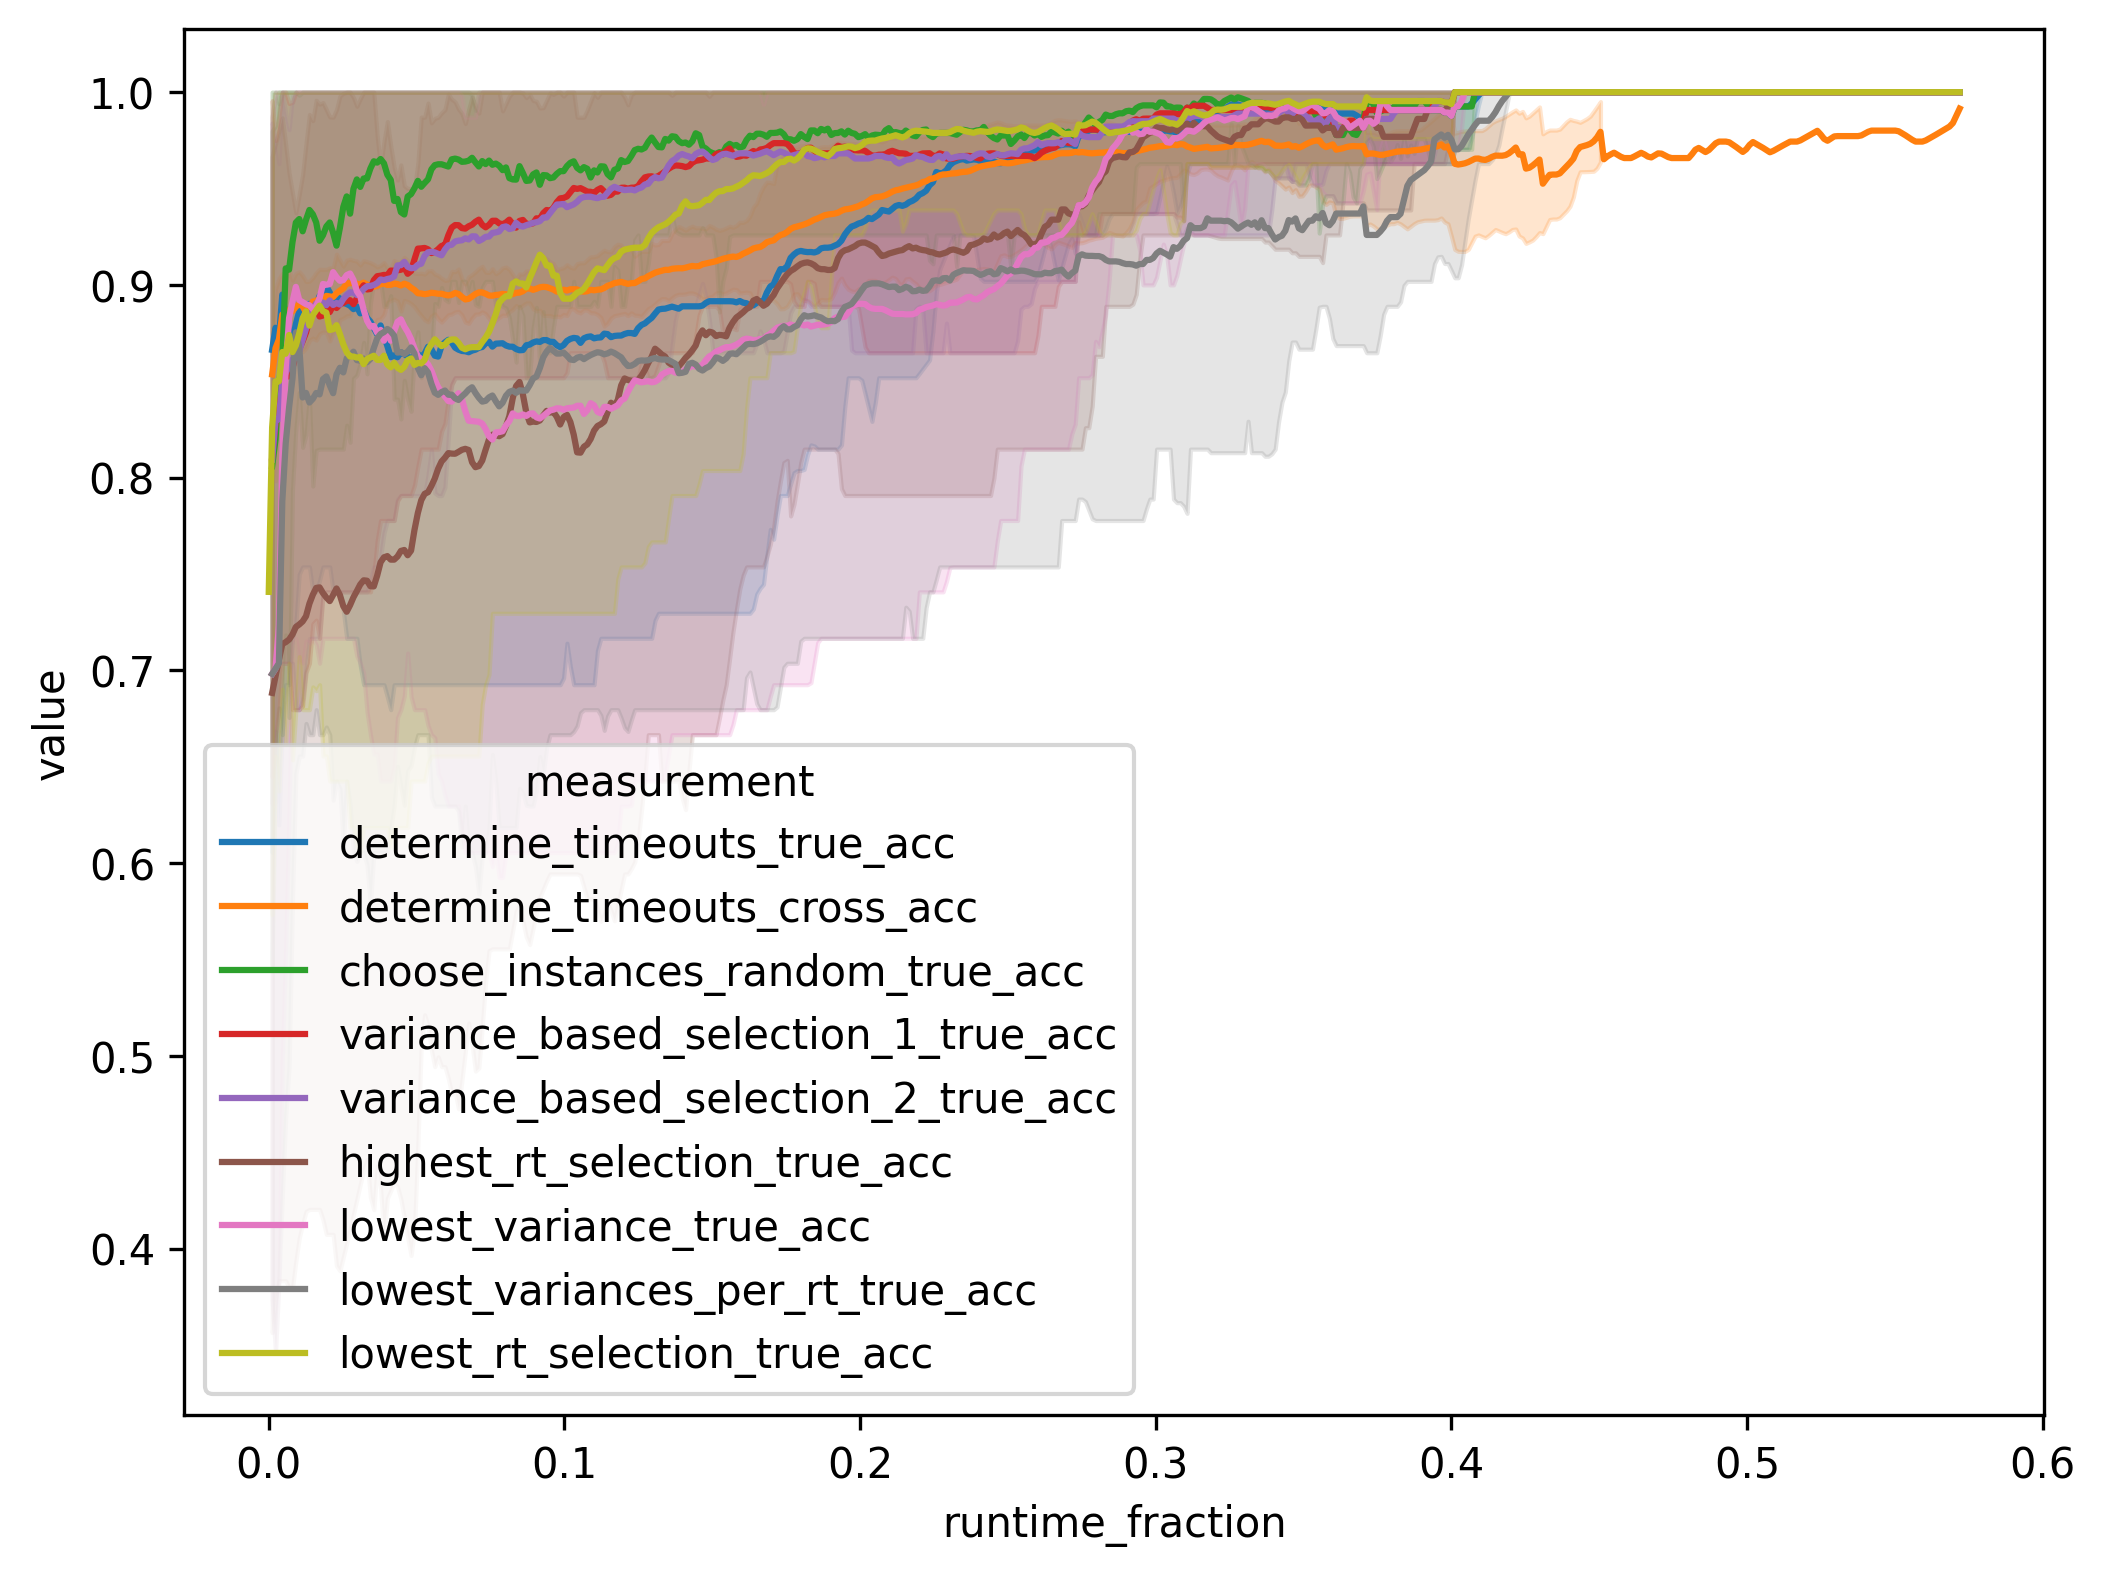 1.0
0.9
0.8
0.7
0.6
0.5
0.4
value
measurement
determine_timeouts_true_acc
determine_timeouts_cross_acc
choose_instances_random_true_acc
variance_based_selection_1_true_acc
variance_based_selection_2_true_acc
highest_rt_selection_true_acc
lowest_variance_true_acc
lowest_variances_per_rt_true_acc
lowest_rt_selection_true_acc
0.0 0.1 0.2 0.3 0.4 0.5 0.6
runtime_fraction